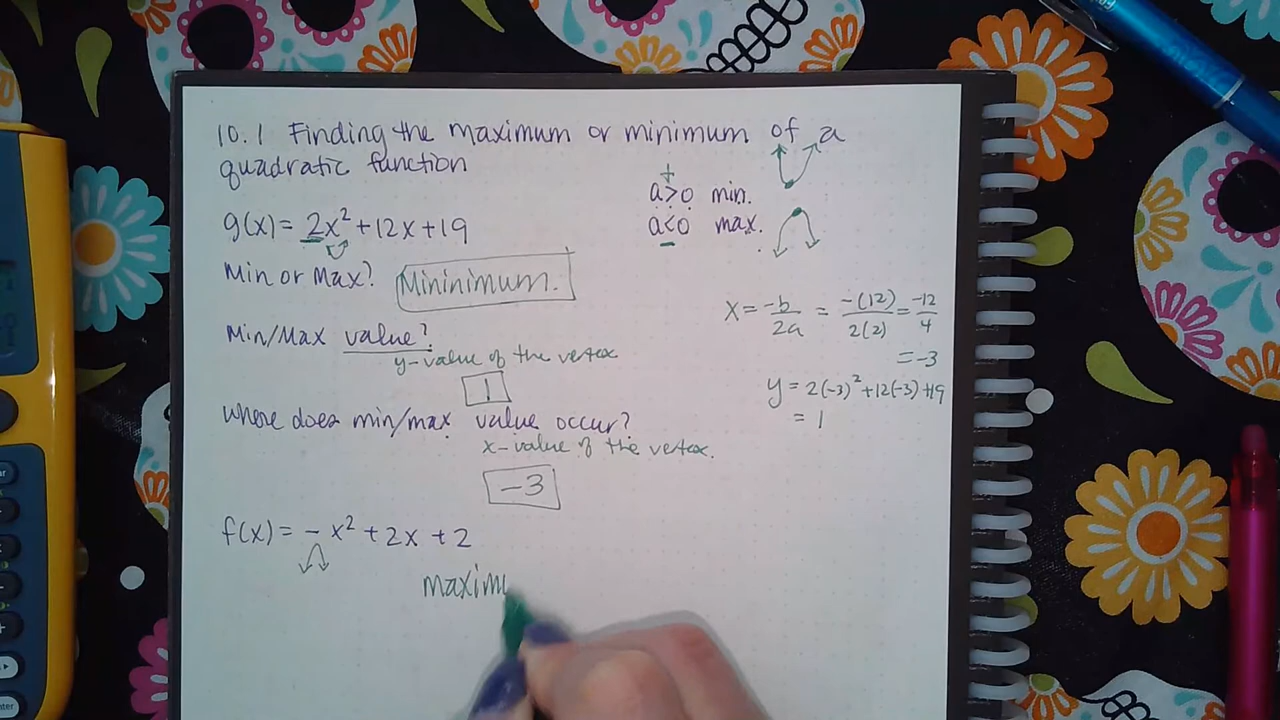 10.1 Finding the maximum or minimum of a
quadratic function
+
a>0 min.
a<0 max.
g(x) = 2x² + 12x + 19
Min or Max? Mininimum.
x = -b/2a = -(12)/2(2) = -12/4
= -3
Min/Max value?
y-value of the vertex
1
y = 2(-3)² + 12(-3) + 19
= 1
Where does min/max value occur?
x-value of the vertex.
-3
f(x) = -x² + 2x + 2
maximu